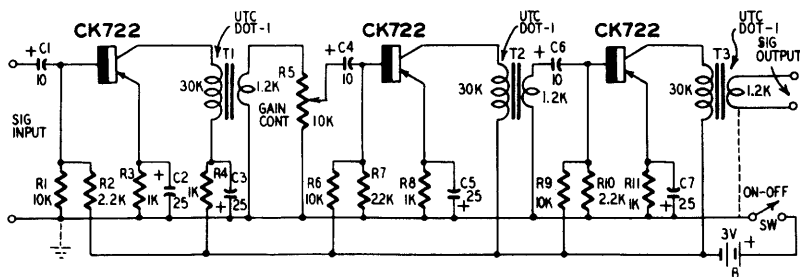 CK722
UTC
DOT-1
CK722
UTC
DOT-1
CK722
UTC
DOT-1
+ C1
10
T1
30K
1.2K
R5
GAIN
CONT
10K
+ C4
10
T2
30K
1.2K
+ C6
10
T3
30K
1.2K
SIG
OUTPUT
SIG
INPUT
R1
10K
R2
2.2K
R3
1K
+ C2
25
R4
1K
+ C3
25
R6
10K
R7
22K
R8
1K
C5
+ 25
R9
10K
R10
2.2K
R11
1K
C7
+ 25
ON-OFF
SW
3V
+
B